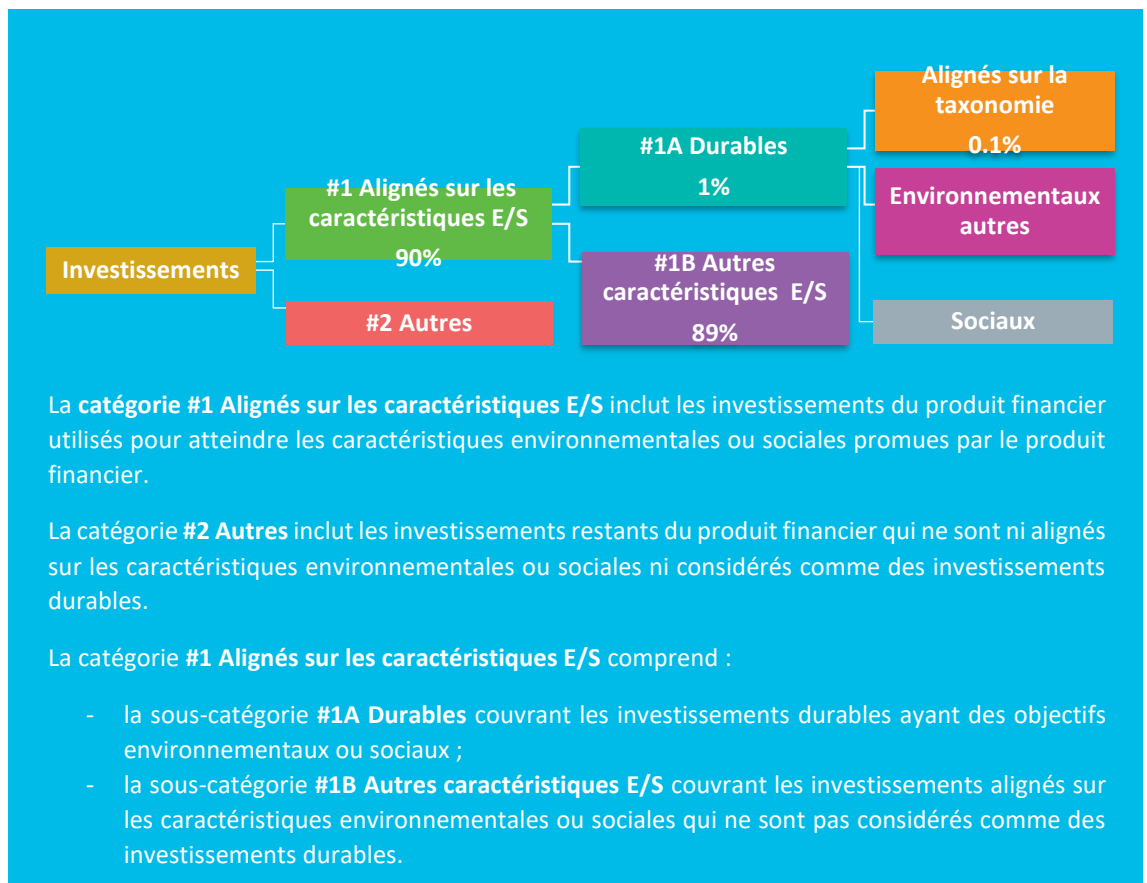 Investissements
#1 Alignés sur les
caractéristiques E/S
90%
#2 Autres
#1A Durables
1%
#1B Autres
caractéristiques  E/S
89%
Alignés sur la
taxonomie
0.1%
Environnementaux
autres
Sociaux
La catégorie #1 Alignés sur les caractéristiques E/S inclut les investissements du produit financier
utilisés pour atteindre les caractéristiques environnementales ou sociales promues par le produit
financier.
La catégorie #2 Autres inclut les investissements restants du produit financier qui ne sont ni alignés
sur les caractéristiques environnementales ou sociales ni considérés comme des investissements
durables.
La catégorie #1 Alignés sur les caractéristiques E/S comprend :
- la sous-catégorie #1A Durables couvrant les investissements durables ayant des objectifs
environnementaux ou sociaux ;
- la sous-catégorie #1B Autres caractéristiques E/S couvrant les investissements alignés sur
les caractéristiques environnementales ou sociales qui ne sont pas considérés comme des
investissements durables.